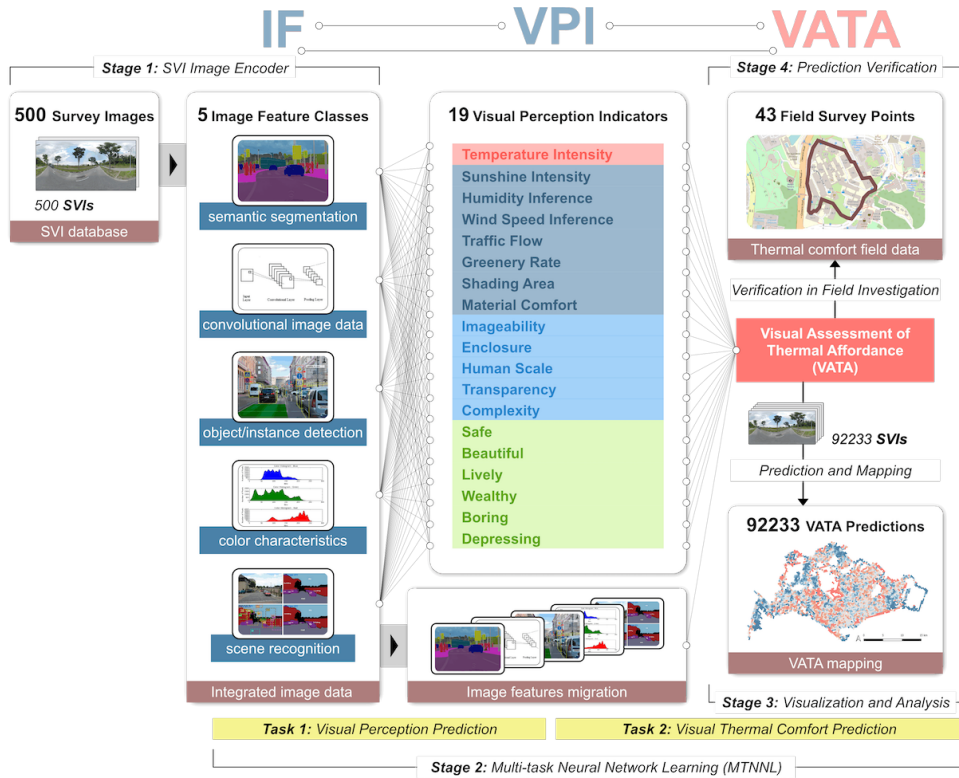 IF
VPI
VATA
Stage 1: SVI Image Encoder
Stage 4: Prediction Verification
500 Survey Images
500 SVIs
SVI database
5 Image Feature Classes
semantic segmentation
Convolutional Layer
Pooling Layer
convolutional image data
object/instance detection
color characteristics
scene recognition
Integrated image data
19 Visual Perception Indicators
Temperature Intensity
Sunshine Intensity
Humidity Inference
Wind Speed Inference
Traffic Flow
Greenery Rate
Shading Area
Material Comfort
Imageability
Enclosure
Human Scale
Transparency
Complexity
Safe
Beautiful
Lively
Wealthy
Boring
Depressing
Image features migration
43 Field Survey Points
Thermal comfort field data
Verification in Field Investigation
Visual Assessment of
Thermal Affordance
(VATA)
92233 SVIs
Prediction and Mapping
92233 VATA Predictions
VATA mapping
Stage 3: Visualization and Analysis
Task 1: Visual Perception Prediction
Task 2: Visual Thermal Comfort Prediction
Stage 2: Multi-task Neural Network Learning (MTNNL)